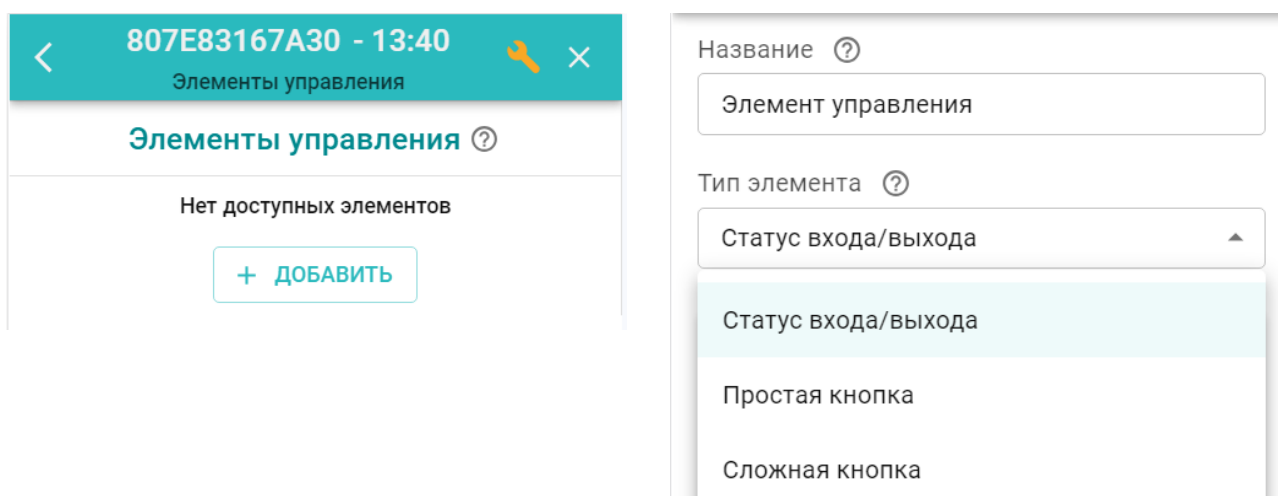 807E83167A30 - 13:40
Элементы управления
Элементы управления
Нет доступных элементов
+ ДОБАВИТЬ
Название
Элемент управления
Тип элемента
Статус входа/выхода
Статус входа/выхода
Простая кнопка
Сложная кнопка